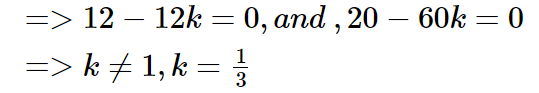 => 12 − 12k = 0, and , 20 − 60k = 0
=> k ≠ 1, k = 1/3